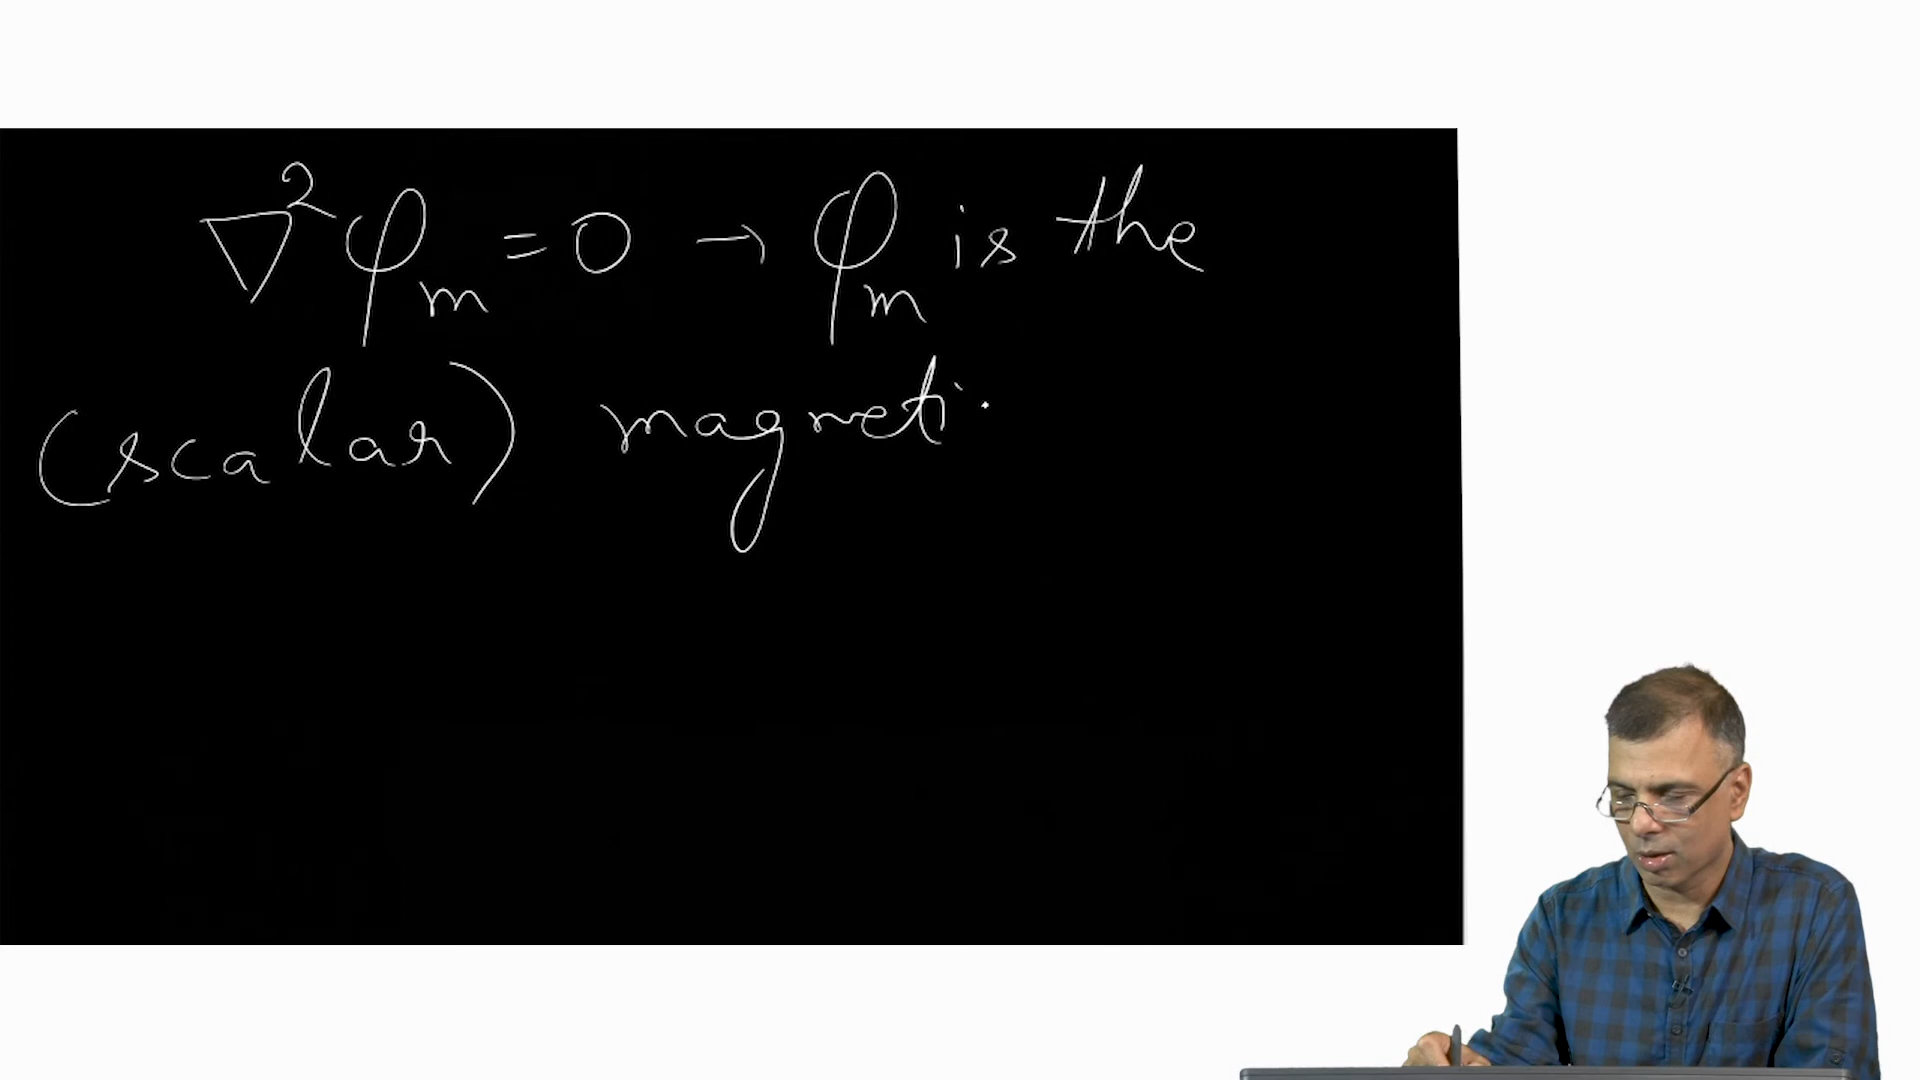 ∇²φₘ = 0 → φₘ is the
(scalar) magneti